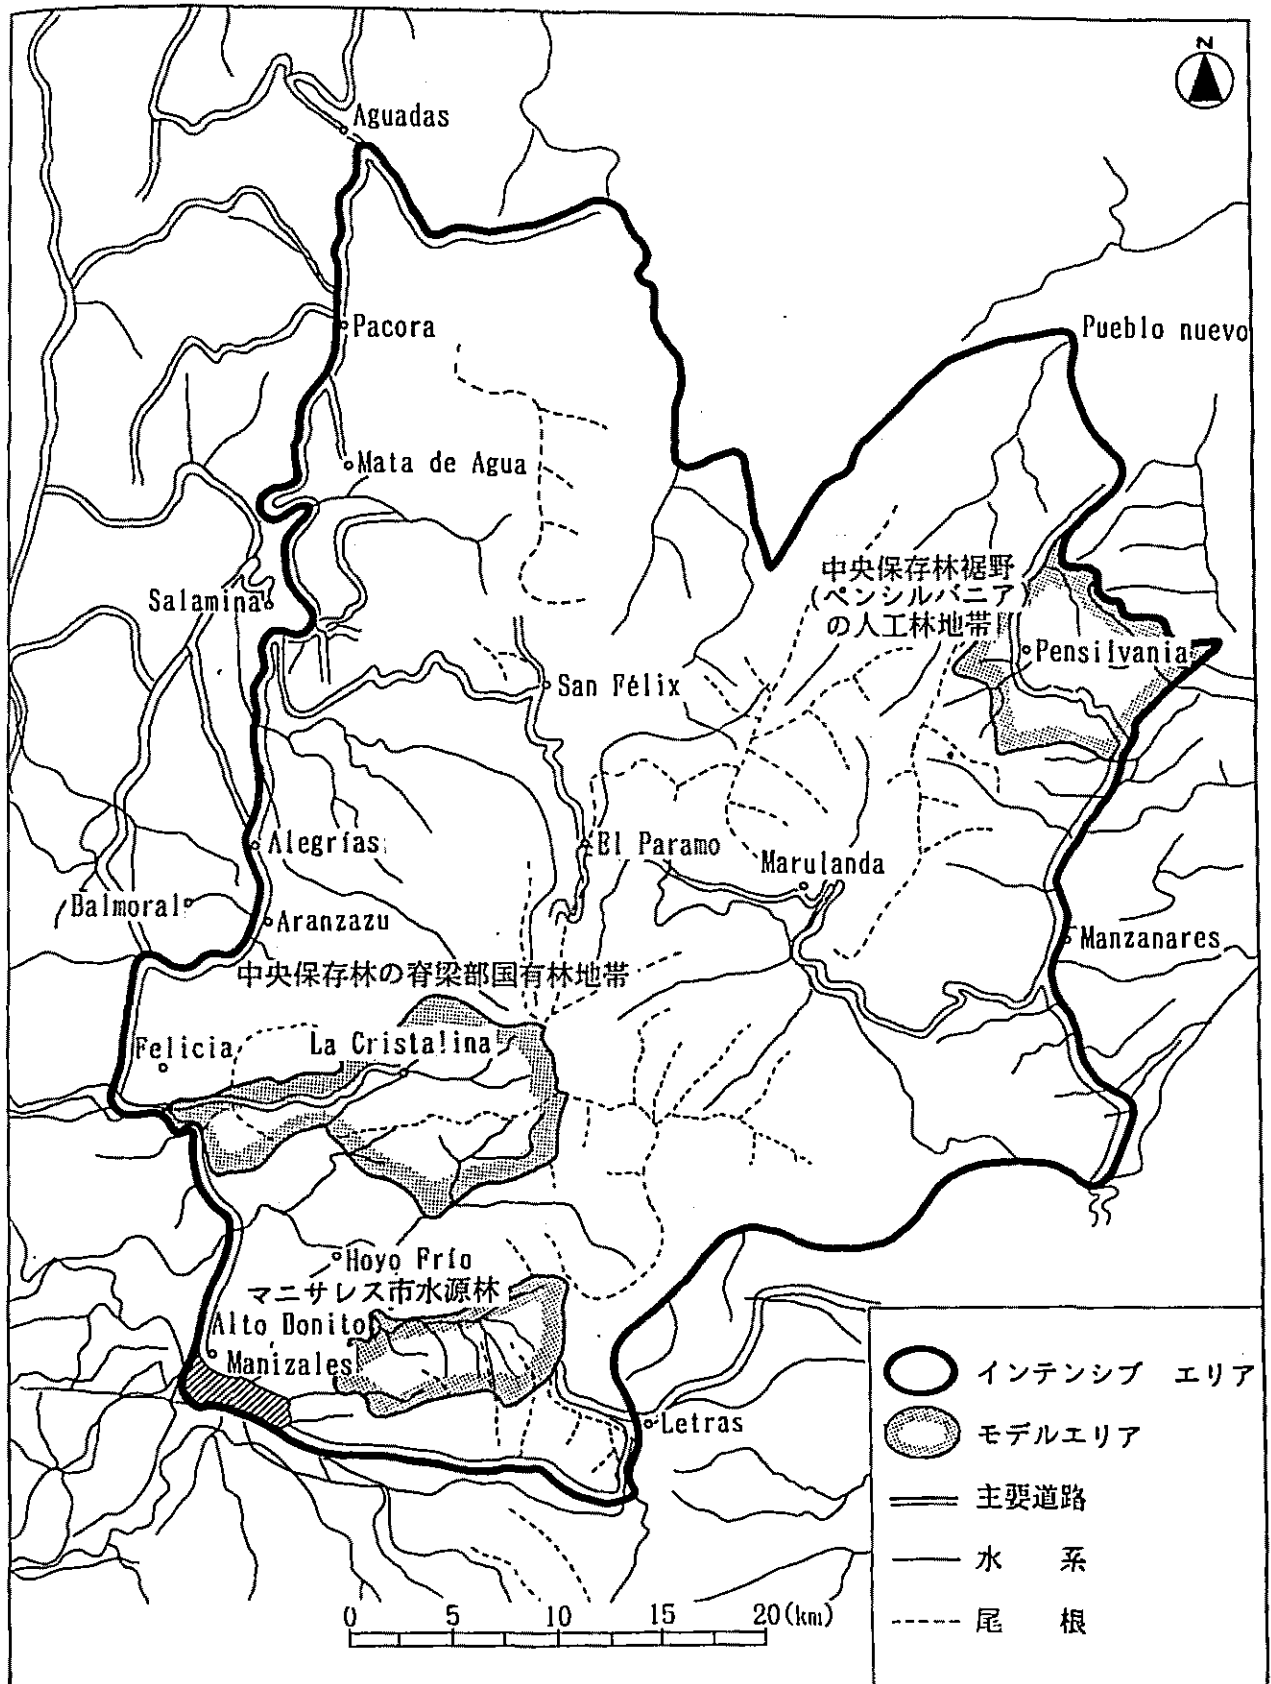 N
Aguadas
Pacora
Pueblo nuevo
Mata de Agua
中央保存林裾野
(ペンシルバニア)
の人工林地帯
Salamina
Pensilvania
San Félix
Alegrías
El Paramo
Marulanda
Balmoral
Aranzazu
Manzanares
中央保存林の脊梁部国有林地帯
Felicia
La Cristalina
Hoyo Frío
マニサレス市水源林
Alto Bonito
Manizales
Letras
インテンシブ エリア
モデルエリア
主要道路
水 系
尾 根
0 5 10 15 20(km)